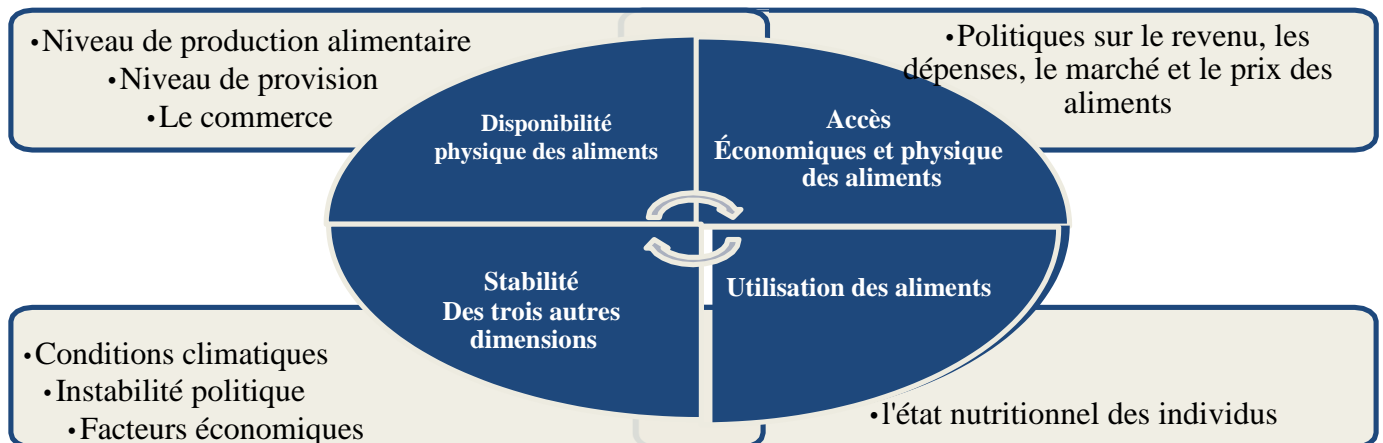 •Niveau de production alimentaire
•Niveau de provision
•Le commerce
•Politiques sur le revenu, les
dépenses, le marché et le prix des
aliments
Disponibilité
physique des aliments
Accès
Économiques et physique
des aliments
Stabilité
Des trois autres
dimensions
Utilisation des aliments
•Conditions climatiques
•Instabilité politique
•Facteurs économiques
•l'état nutritionnel des individus